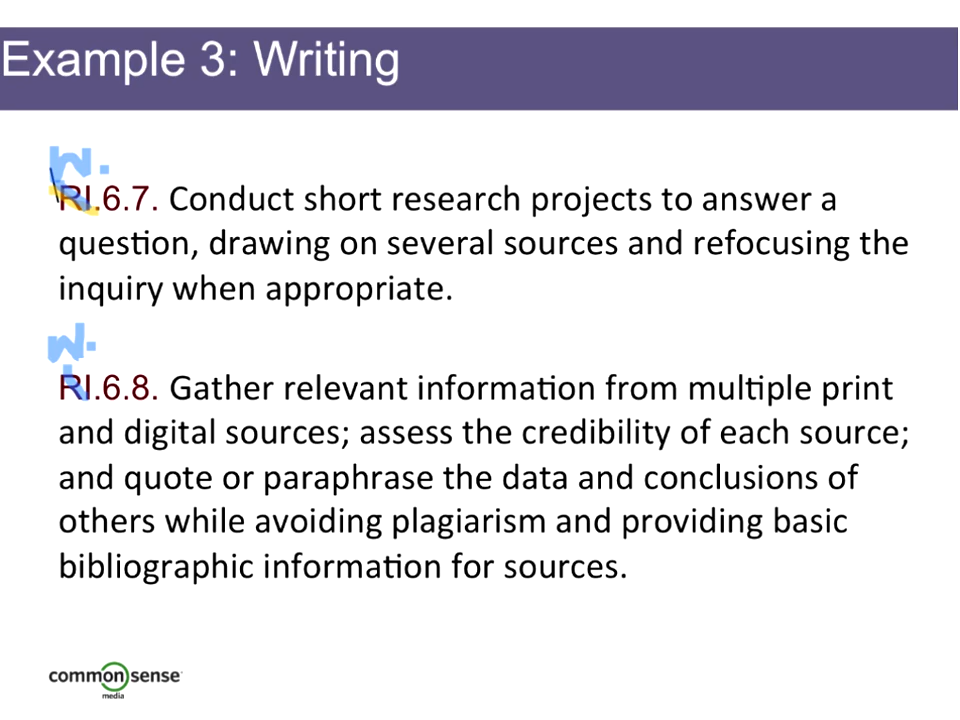 Example 3: Writing
W.
RI.6.7. Conduct short research projects to answer a
question, drawing on several sources and refocusing the
inquiry when appropriate.
W.
RI.6.8. Gather relevant information from multiple print
and digital sources; assess the credibility of each source;
and quote or paraphrase the data and conclusions of
others while avoiding plagiarism and providing basic
bibliographic information for sources.
common sense
media